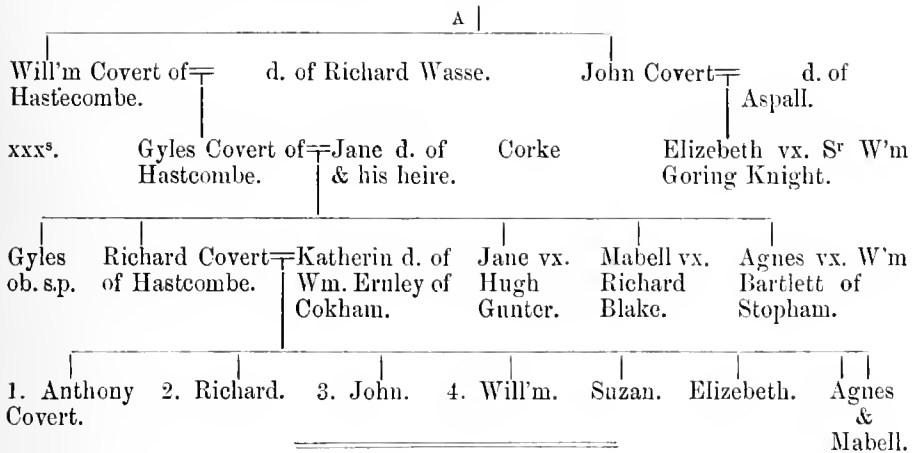 A
Will'm Covert of d. of Richard Wasse. John Covert d. of
Hastecombe. Aspall.
xxxˢ. Gyles Covert of Jane d. of Corke Elizebeth vx. Sʳ W'm
Hastcombe. & his heire. Goring Knight.
Gyles Richard Covert Katherin d. of Jane vx. Mabell vx. Agnes vx. W'm
ob. s.p. of Hastcombe. Wm. Ernley of Hugh Richard Bartlett of
Cokham. Gunter. Blake. Stopham.
1. Anthony 2. Richard. 3. John. 4. Will'm. Suzan. Elizebeth. Agnes
Covert. &
Mabell.